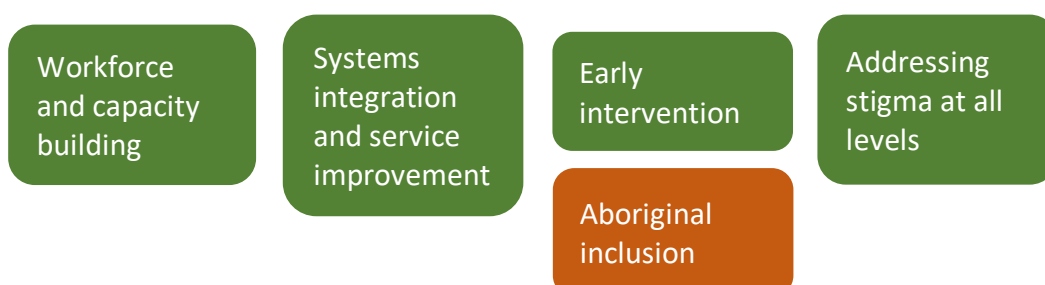 Workforce
and capacity
building
Systems
integration
and service
improvement
Early
intervention
Addressing
stigma at all
levels
Aboriginal
inclusion